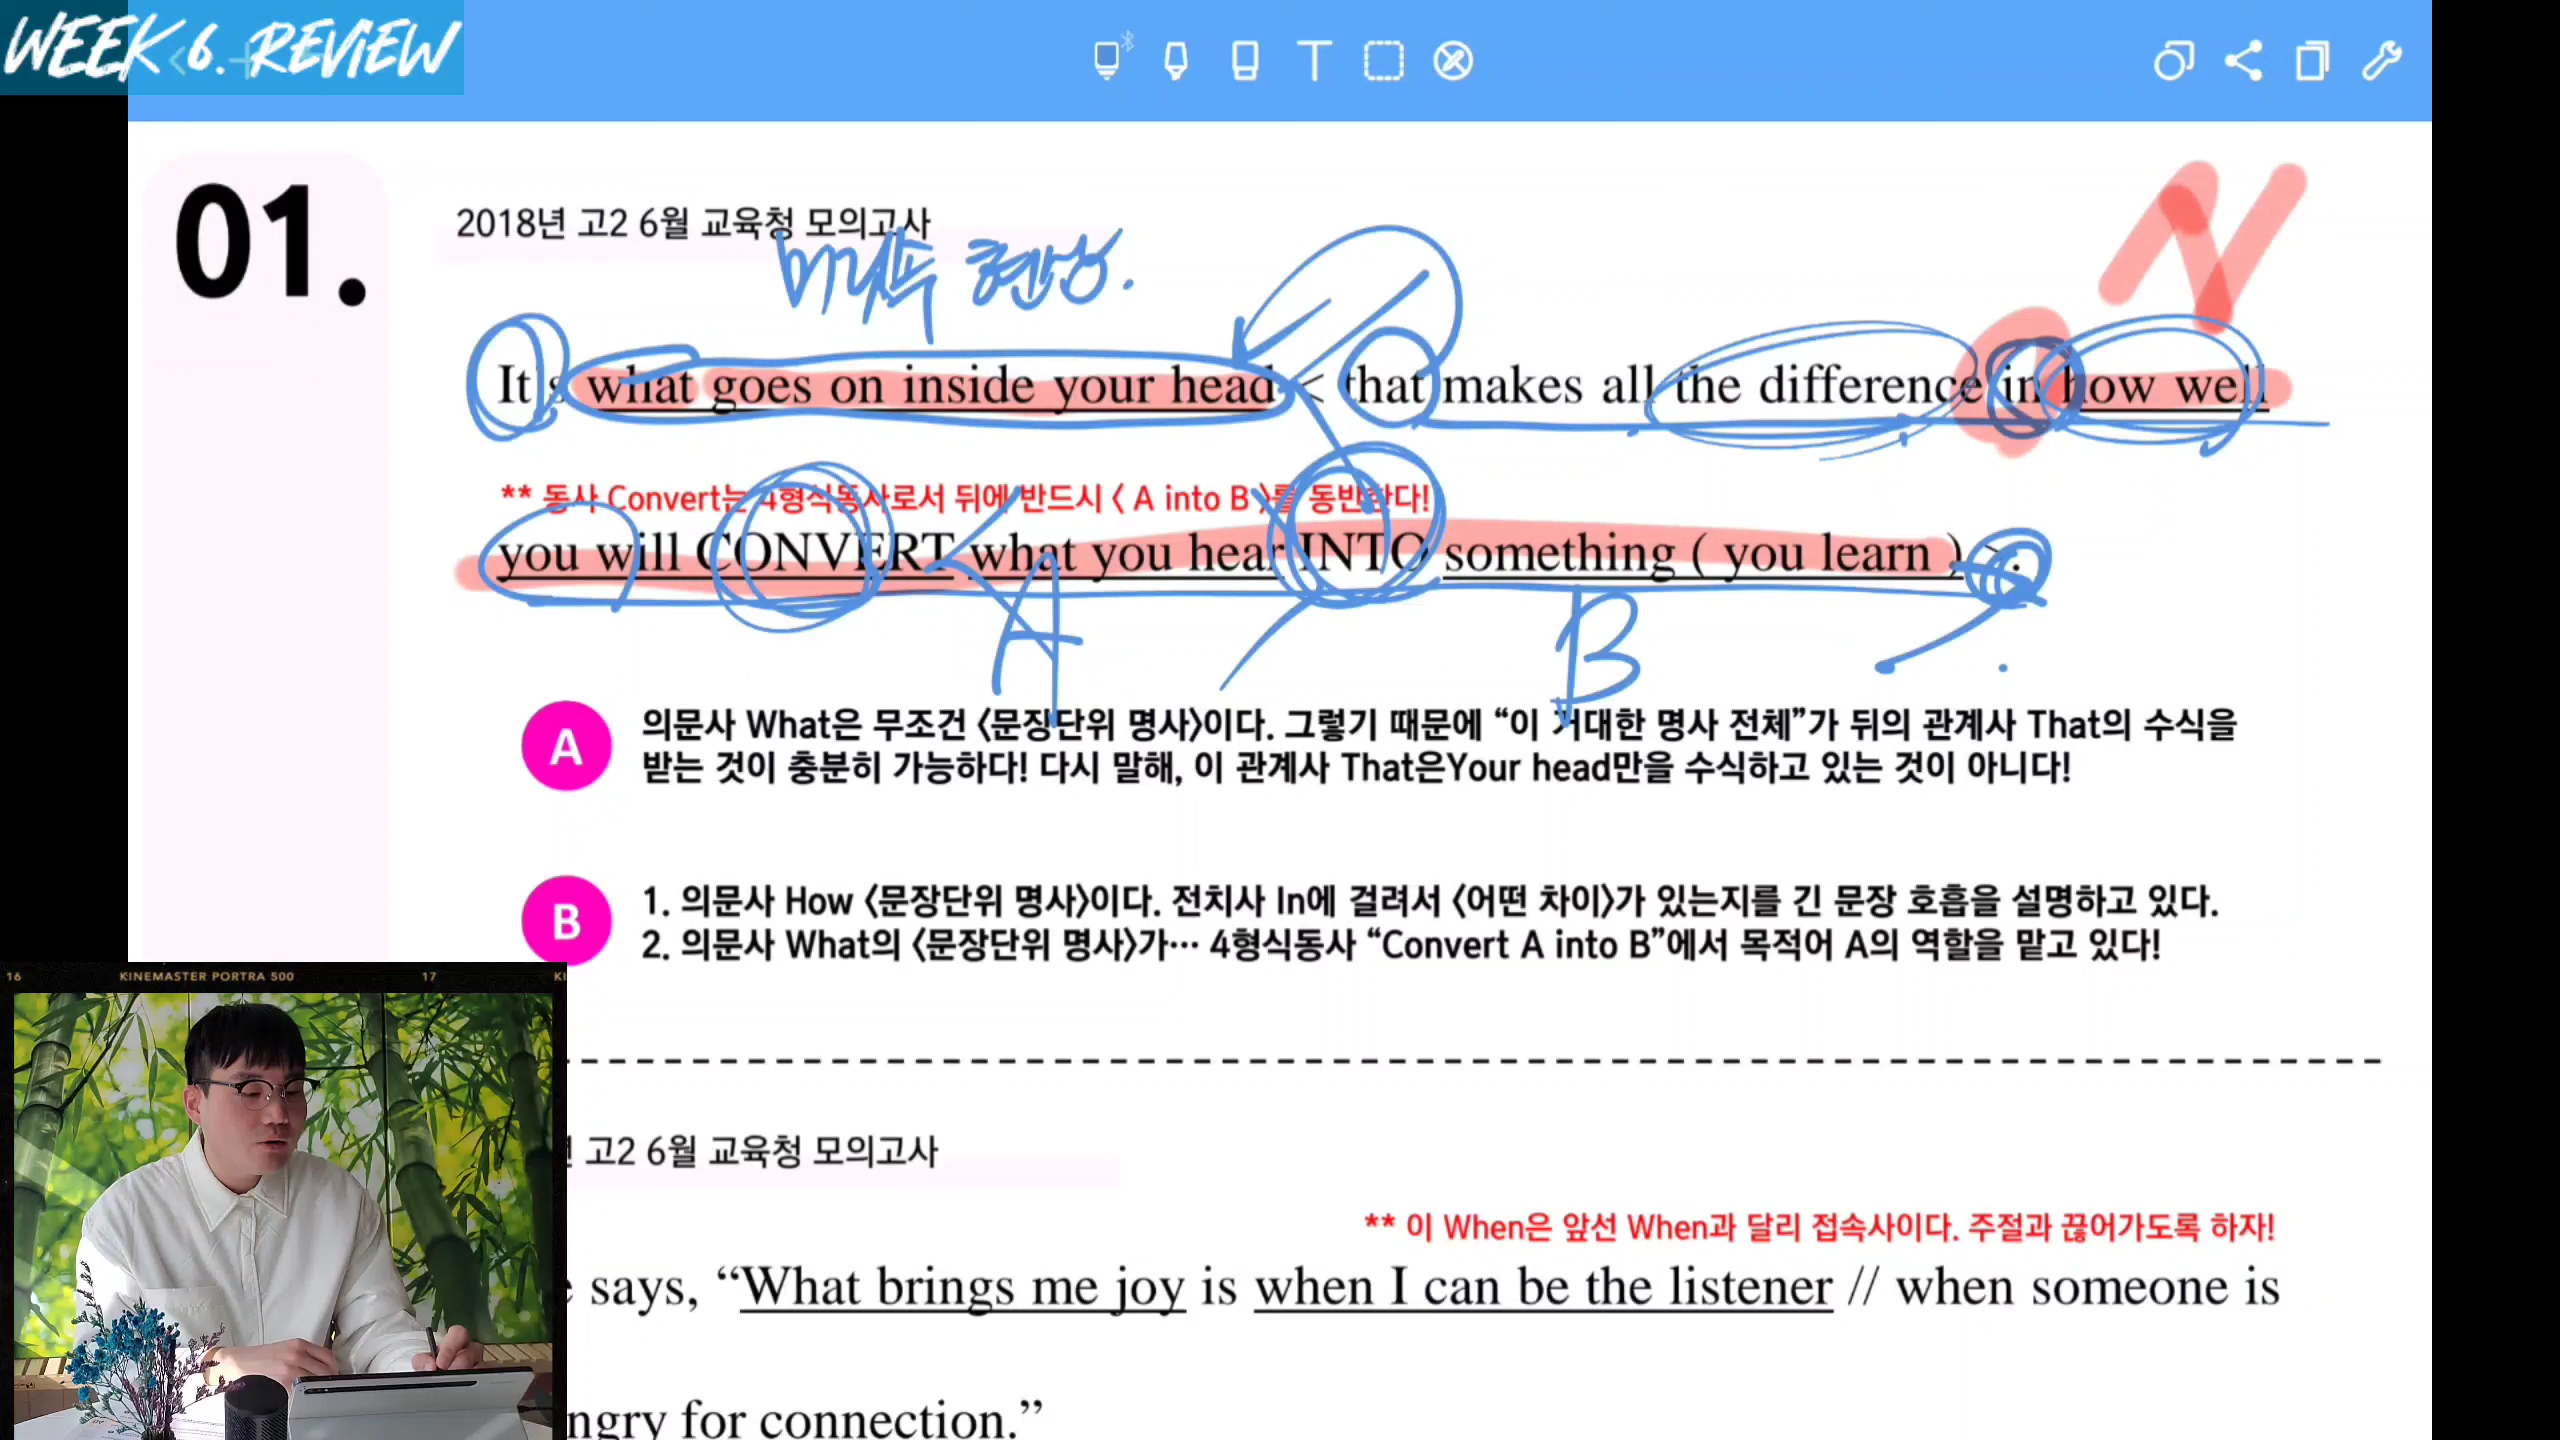 WEEK 6. REVIEW
T
01.
2018년 고2 6월 교육청 모의고사
N
It's what goes on inside your head < that makes all the difference in how well
** 동사 Convert는 4형식동사로서 뒤에 반드시 < A into B >를 동반한다!
you will CONVERT what you hear INTO something ( you learn ) >.
A
B
A
의문사 What은 무조건 <문장단위 명사>이다. 그렇기 때문에 “이 거대한 명사 전체”가 뒤의 관계사 That의 수식을
받는 것이 충분히 가능하다! 다시 말해, 이 관계사 That은Your head만을 수식하고 있는 것이 아니다!
B
1. 의문사 How <문장단위 명사>이다. 전치사 In에 걸려서 <어떤 차이>가 있는지를 긴 문장 호흡을 설명하고 있다.
2. 의문사 What의 <문장단위 명사>가… 4형식동사 “Convert A into B”에서 목적어 A의 역할을 맡고 있다!
16 KINEMASTER PORTRA 500 17 KI
고2 6월 교육청 모의고사
** 이 When은 앞선 When과 달리 접속사이다. 주절과 끊어가도록 하자!
says, “What brings me joy is when I can be the listener // when someone is
ngry for connection.”